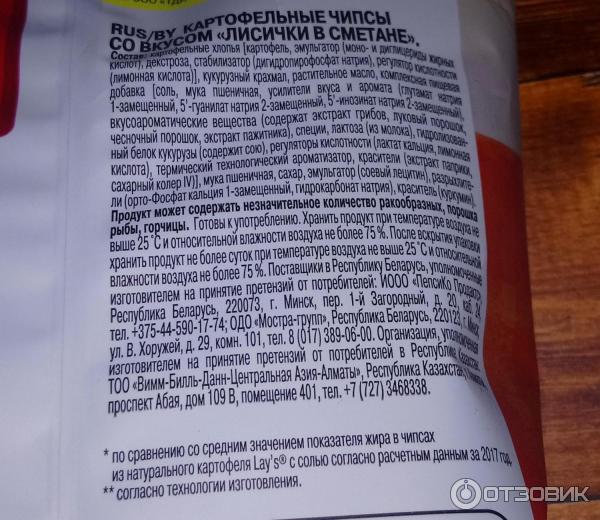 RUS/BY. КАРТОФЕЛЬНЫЕ ЧИПСЫ
СО ВКУСОМ «ЛИСИЧКИ В СМЕТАНЕ».
Состав: картофельные хлопья [картофель, эмульгатор (моно- и диглицериды жирных
кислот), декстроза, стабилизатор (дигидропирофосфат натрия), регулятор кислотности
(лимонная кислота)], кукурузный крахмал, растительное масло, комплексная пищевая
добавка [соль, мука пшеничная, усилители вкуса и аромата (глутамат натрия
1-замещенный, 5'-гуанилат натрия 2-замещенный, 5'-инозинат натрия 2-замещенный),
вкусоароматические вещества (содержат экстракт грибов, луковый порошок,
чесночный порошок, экстракт пажитника), специи, лактоза (из молока), гидролизован-
ный белок кукурузы (содержит сою), регуляторы кислотности (лактат кальция, лимонная
кислота), термический технологический ароматизатор, красители (экстракт паприки,
сахарный колер IV)], мука пшеничная, сахар, эмульгатор (соевый лецитин), разрыхлите-
ли (орто-Фосфат кальция 1-замещенный, гидрокарбонат натрия), краситель (куркумин).
Продукт может содержать незначительное количество ракообразных, порошка
рыбы, горчицы. Готовы к употреблению. Хранить продукт при температуре воздуха не
выше 25˚С и относительной влажности воздуха не более 75 %. После вскрытия упаковки
хранить продукт не более суток при температуре воздуха не выше 25˚С и относительной
влажности воздуха не более 75 %. Поставщики в Республику Беларусь, уполномоченные
изготовителем на принятие претензий от потребителей: ИООО «ПепсиКо Продактс»,
Республика Беларусь, 220073, г. Минск, пер. 1-й Загородный, д. 20, каб. 24,
тел. +375-44-590-17-74; ОДО «Мостра-групп», Республика Беларусь, 220123, г. Минск,
ул. В. Хоружей, д. 29, комн. 101, тел. 8 (017) 389-06-00. Организация, уполномоченная
изготовителем на принятие претензий от потребителей в Республике Казахстан:
ТОО «Вимм-Билль-Данн-Центральная Азия-Алматы», Республика Казахстан,
проспект Абая, дом 109 В, помещение 401, тел. +7 (727) 3468338.
* по сравнению со средним значением показателя жира в чипсах
из натурального картофеля Lay's® с солью согласно расчетным данным за 2017 год.
** согласно технологии изготовления.
ОТЗОВИК